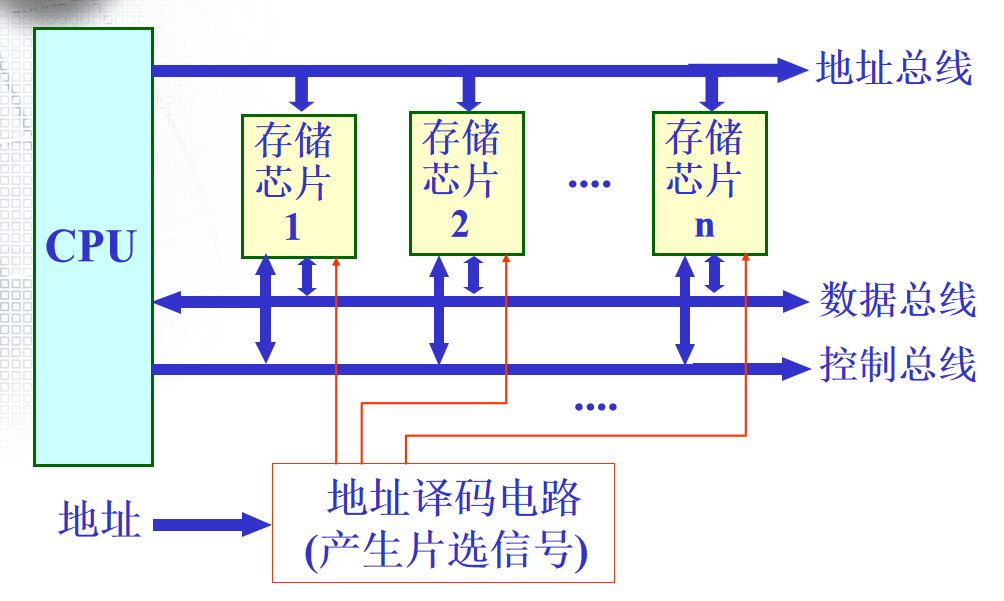 地址总线
存储
芯片
1
存储
芯片
2
....
存储
芯片
n
CPU
数据总线
控制总线
....
地址
地址译码电路
(产生片选信号)